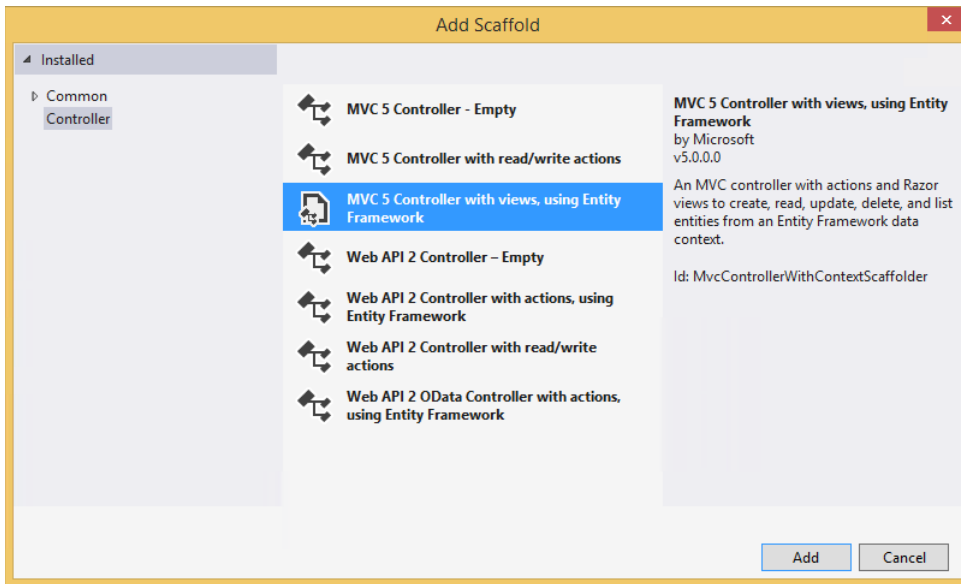 Add Scaffold
Installed
Common
Controller
MVC 5 Controller - Empty
MVC 5 Controller with read/write actions
MVC 5 Controller with views, using Entity
Framework
Web API 2 Controller – Empty
Web API 2 Controller with actions, using
Entity Framework
Web API 2 Controller with read/write
actions
Web API 2 OData Controller with actions,
using Entity Framework
MVC 5 Controller with views, using Entity
Framework
by Microsoft
v5.0.0.0
An MVC controller with actions and Razor
views to create, read, update, delete, and list
entities from an Entity Framework data
context.
Id: MvcControllerWithContextScaffolder
Add
Cancel